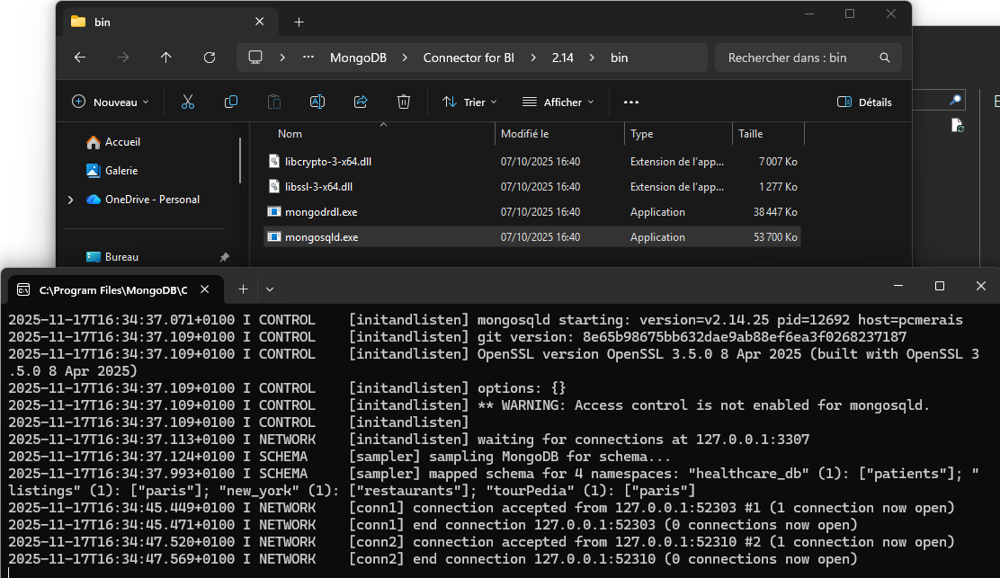 bin
MongoDB Connector for BI 2.14 bin
Rechercher dans : bin
Nouveau
Trier
Afficher
Détails
Accueil
Galerie
OneDrive - Personal
Bureau
Nom Modifié le Type Taille
libcrypto-3-x64.dll 07/10/2025 16:40 Extension de l'app... 7 007 Ko
libssl-3-x64.dll 07/10/2025 16:40 Extension de l'app... 1 277 Ko
mongodrdl.exe 07/10/2025 16:40 Application 38 447 Ko
mongosqld.exe 07/10/2025 16:40 Application 53 700 Ko
C:\Program Files\MongoDB\C
2025-11-17T16:34:37.071+0100 I CONTROL [initandlisten] mongosqld starting: version=v2.14.25 pid=12692 host=pcmerais
2025-11-17T16:34:37.109+0100 I CONTROL [initandlisten] git version: 8e65b98675bb632dae9ab88ef6ea3f0268237187
2025-11-17T16:34:37.109+0100 I CONTROL [initandlisten] OpenSSL version OpenSSL 3.5.0 8 Apr 2025 (built with OpenSSL 3
.5.0 8 Apr 2025)
2025-11-17T16:34:37.109+0100 I CONTROL [initandlisten] options: {}
2025-11-17T16:34:37.109+0100 I CONTROL [initandlisten] ** WARNING: Access control is not enabled for mongosqld.
2025-11-17T16:34:37.109+0100 I CONTROL [initandlisten]
2025-11-17T16:34:37.113+0100 I NETWORK [initandlisten] waiting for connections at 127.0.0.1:3307
2025-11-17T16:34:37.124+0100 I SCHEMA [sampler] sampling MongoDB for schema...
2025-11-17T16:34:37.993+0100 I SCHEMA [sampler] mapped schema for 4 namespaces: "healthcare_db" (1): ["patients"]; "
listings" (1): ["paris"]; "new_york" (1): ["restaurants"]; "tourPedia" (1): ["paris"]
2025-11-17T16:34:45.449+0100 I NETWORK [conn1] connection accepted from 127.0.0.1:52303 #1 (1 connection now open)
2025-11-17T16:34:45.471+0100 I NETWORK [conn1] end connection 127.0.0.1:52303 (0 connections now open)
2025-11-17T16:34:47.520+0100 I NETWORK [conn2] connection accepted from 127.0.0.1:52310 #2 (1 connection now open)
2025-11-17T16:34:47.569+0100 I NETWORK [conn2] end connection 127.0.0.1:52310 (0 connections now open)